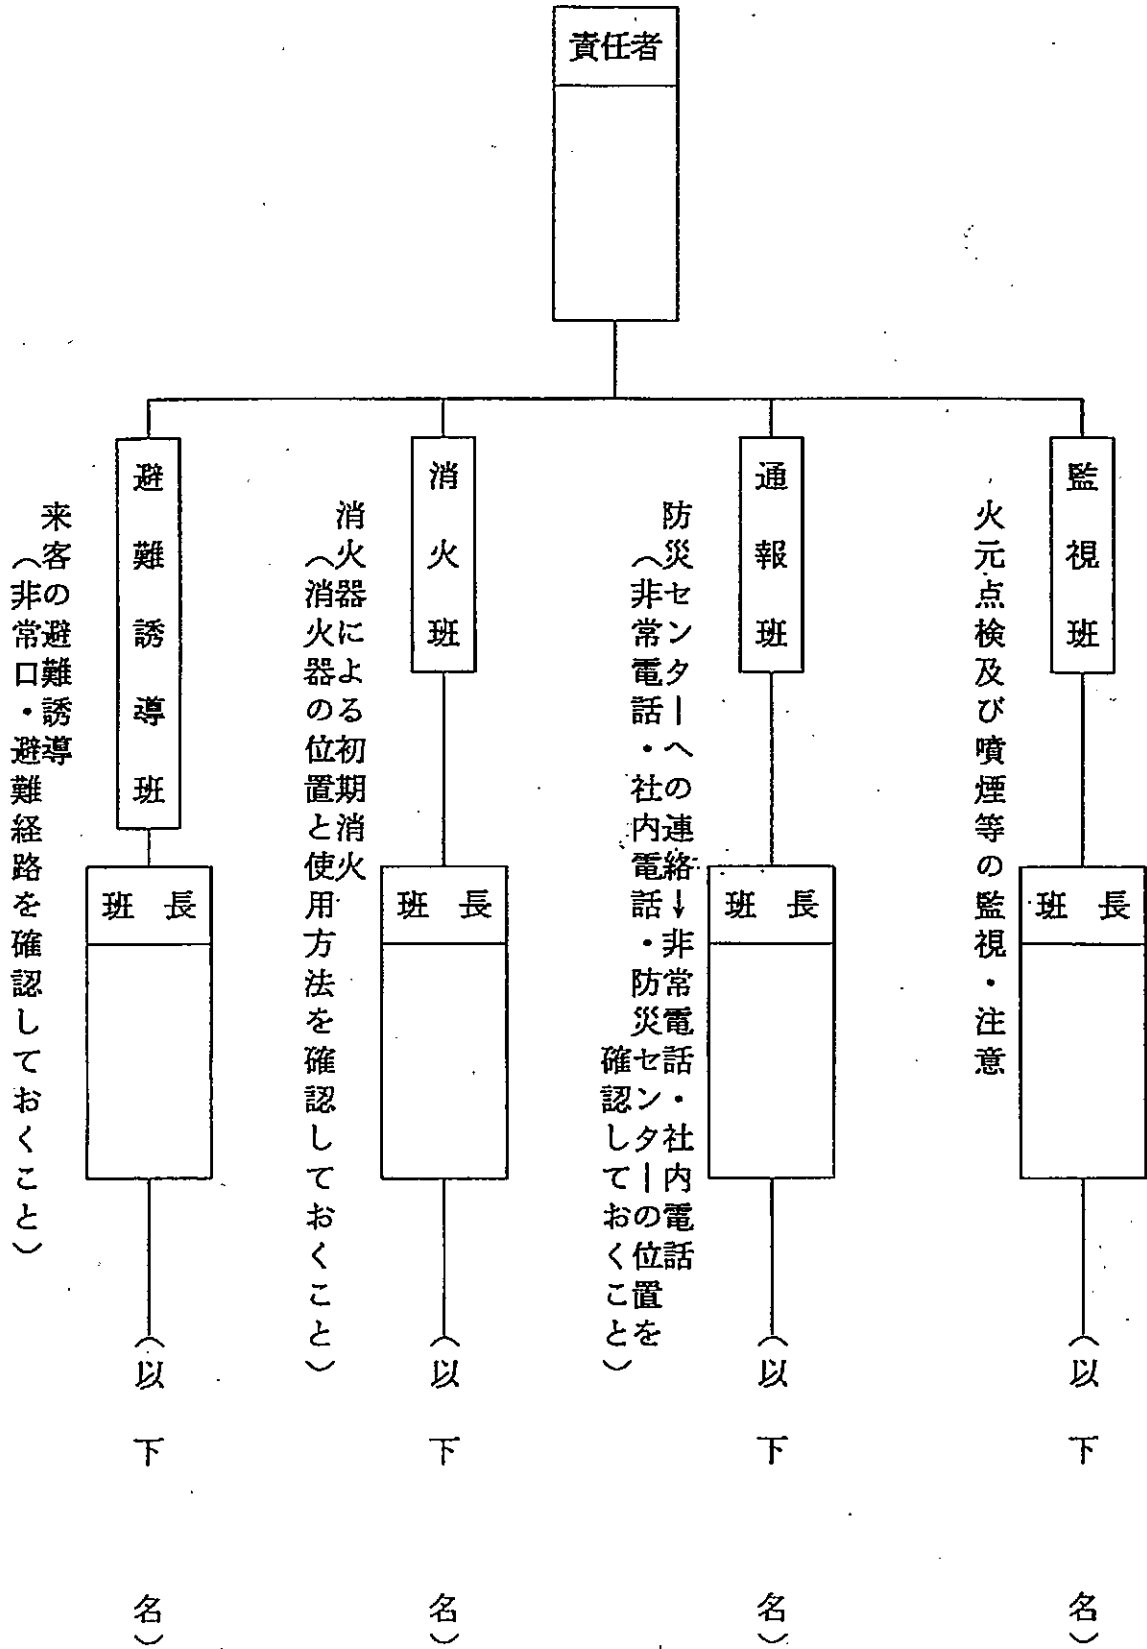 責任者
監視班
火元点検及び噴煙等の監視・注意
班長
（以下　名）
通報班
防災センターへの連絡→非常電話・社内電話
（非常電話・社内電話・防災センターの位置を
確認しておくこと）
班長
（以下　名）
消火班
消火器による初期消火
（消火器の位置と使用方法を確認しておくこと）
班長
（以下　名）
避難誘導班
来客の避難誘導
（非常口・避難経路を確認しておくこと）
班長
（以下　名）